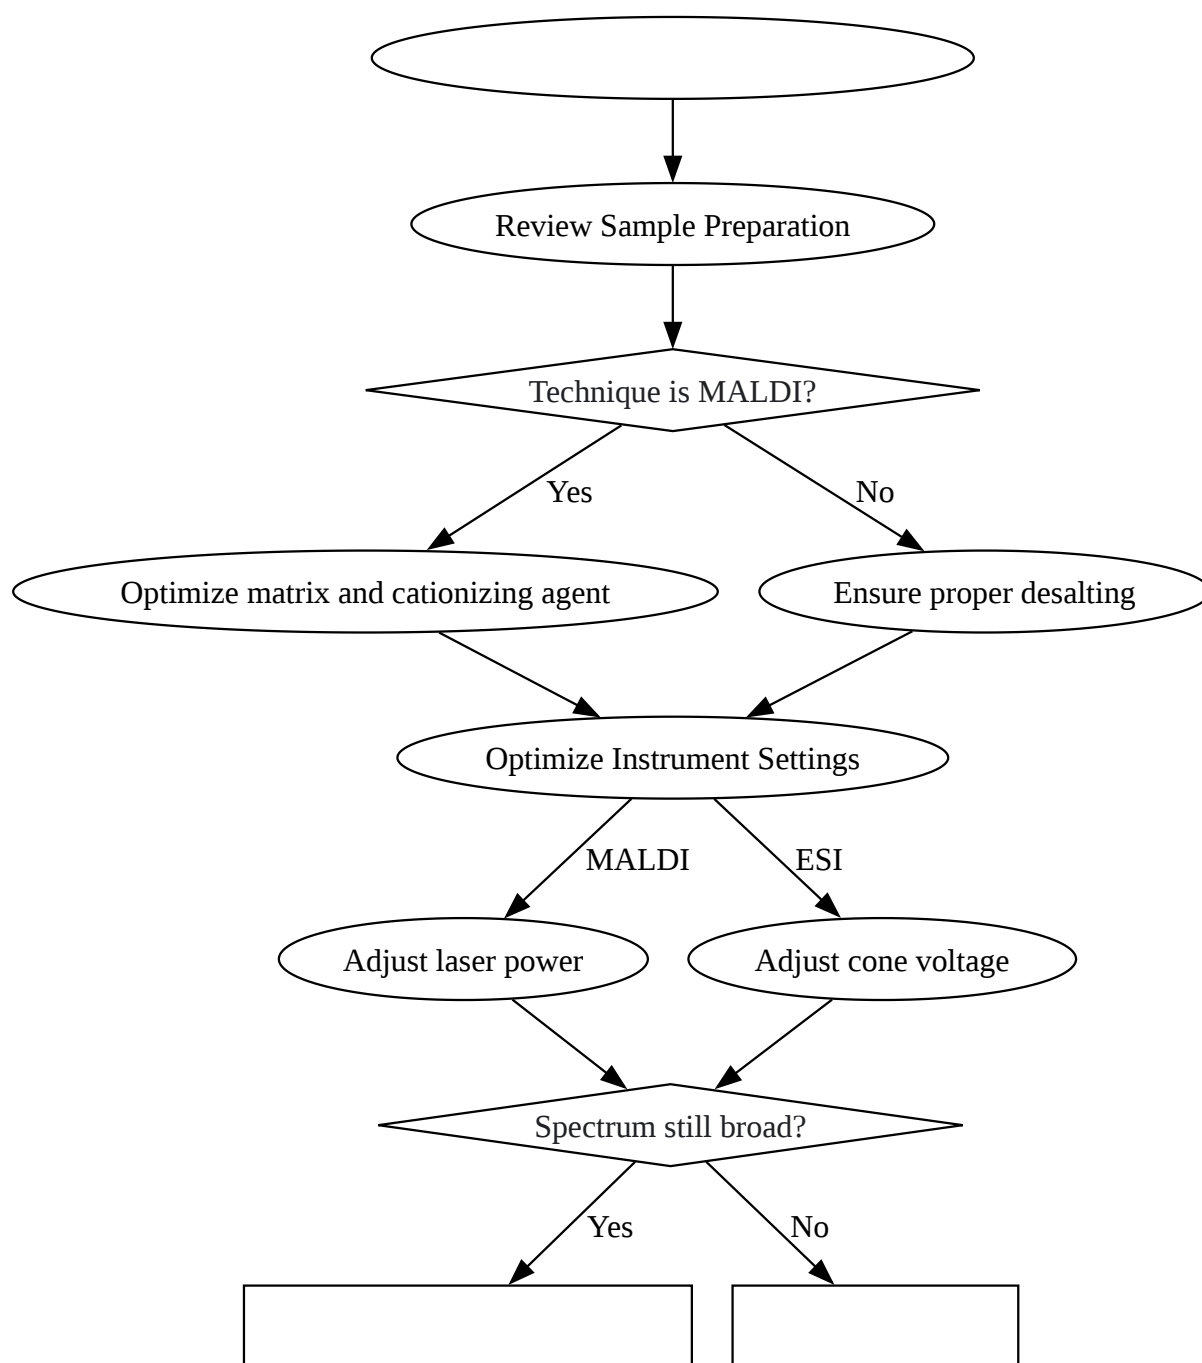 Review Sample Preparation
Technique is MALDI?
Yes
No
Optimize matrix and cationizing agent
Ensure proper desalting
Optimize Instrument Settings
MALDI
ESI
Adjust laser power
Adjust cone voltage
Spectrum still broad?
Yes
No